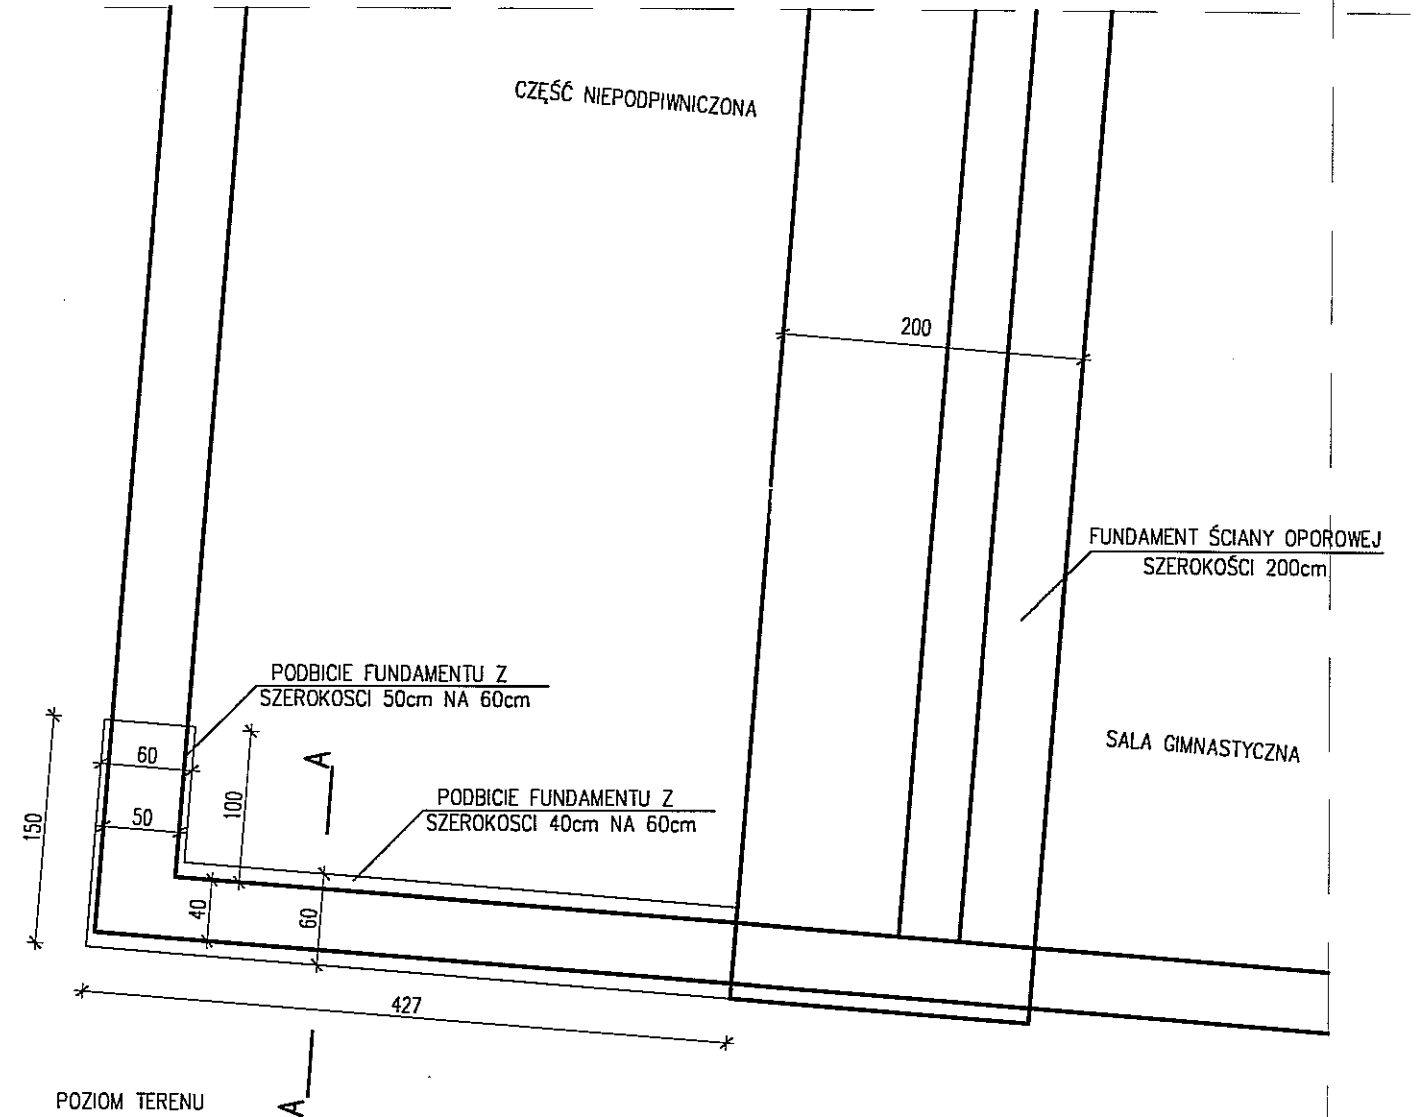 CZĘŚĆ NIEPODPIWNICZONA
200
FUNDAMENT ŚCIANY OPOROWEJ
SZEROKOŚCI 200cm
PODBICIE FUNDAMENTU Z
SZEROKOSCI 50cm NA 60cm
SALA GIMNASTYCZNA
60
A
100
PODBICIE FUNDAMENTU Z
SZEROKOSCI 40cm NA 60cm
50
150
40
60
427
POZIOM TERENU
A